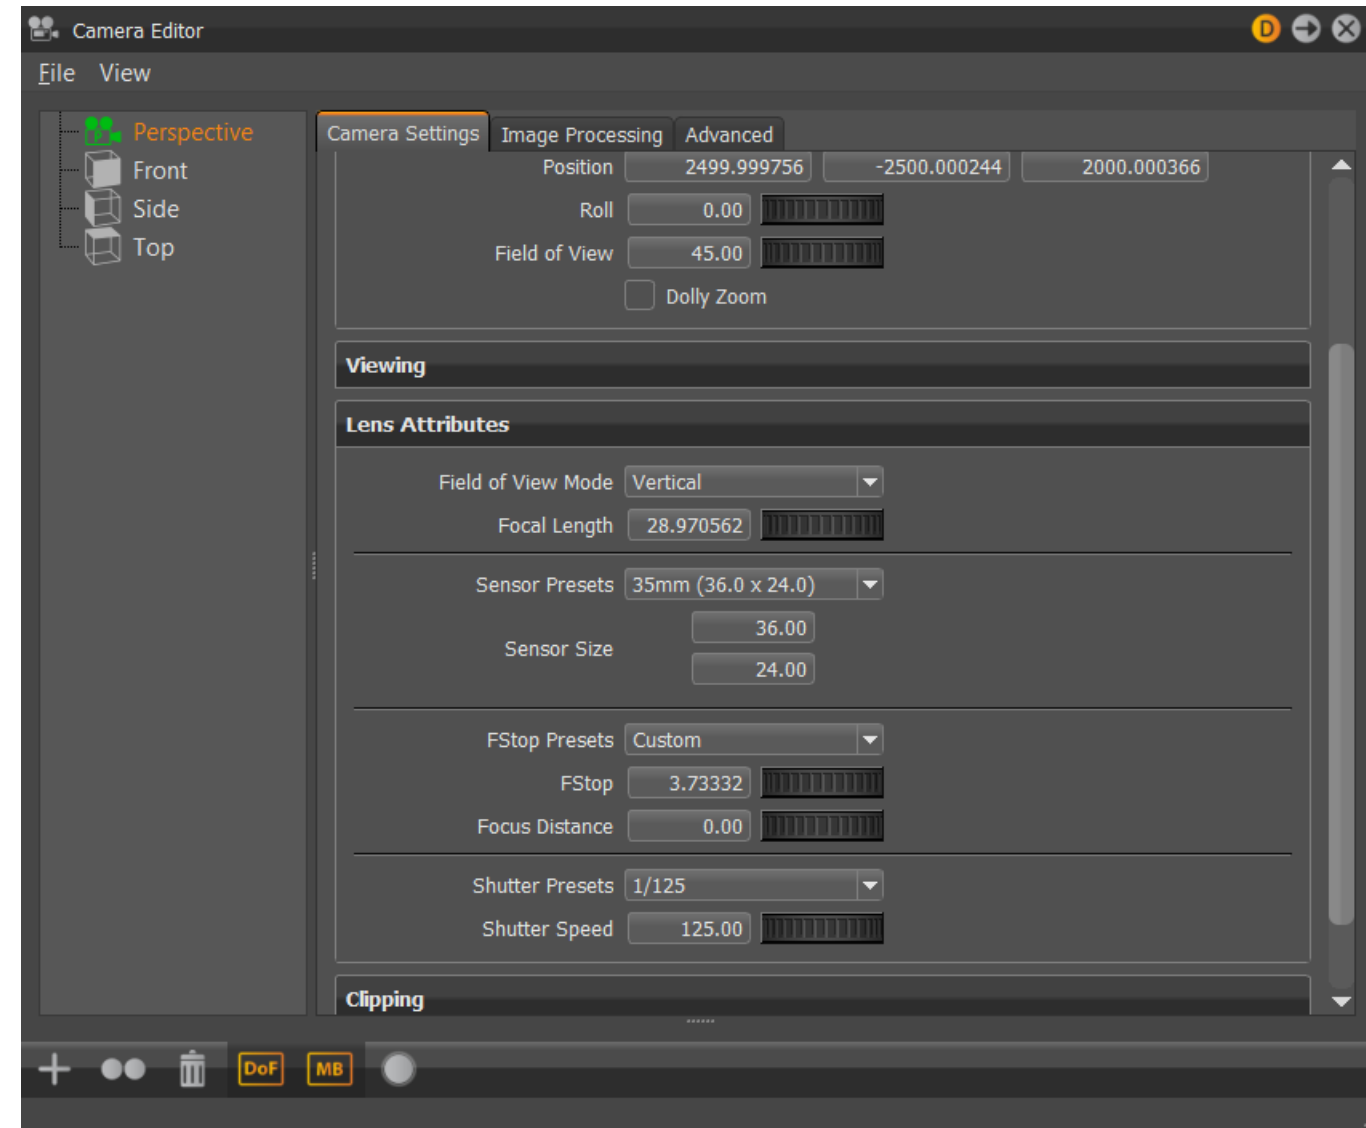 Camera Editor
D
File View
Perspective
Front
Side
Top
Camera Settings Image Processing Advanced
Position 2499.999756 -2500.000244 2000.000366
Roll 0.00
Field of View 45.00
Dolly Zoom
Viewing
Lens Attributes
Field of View Mode Vertical
Focal Length 28.970562
Sensor Presets 35mm (36.0 x 24.0)
Sensor Size 36.00
24.00
FStop Presets Custom
FStop 3.73332
Focus Distance 0.00
Shutter Presets 1/125
Shutter Speed 125.00
Clipping
DoF MB